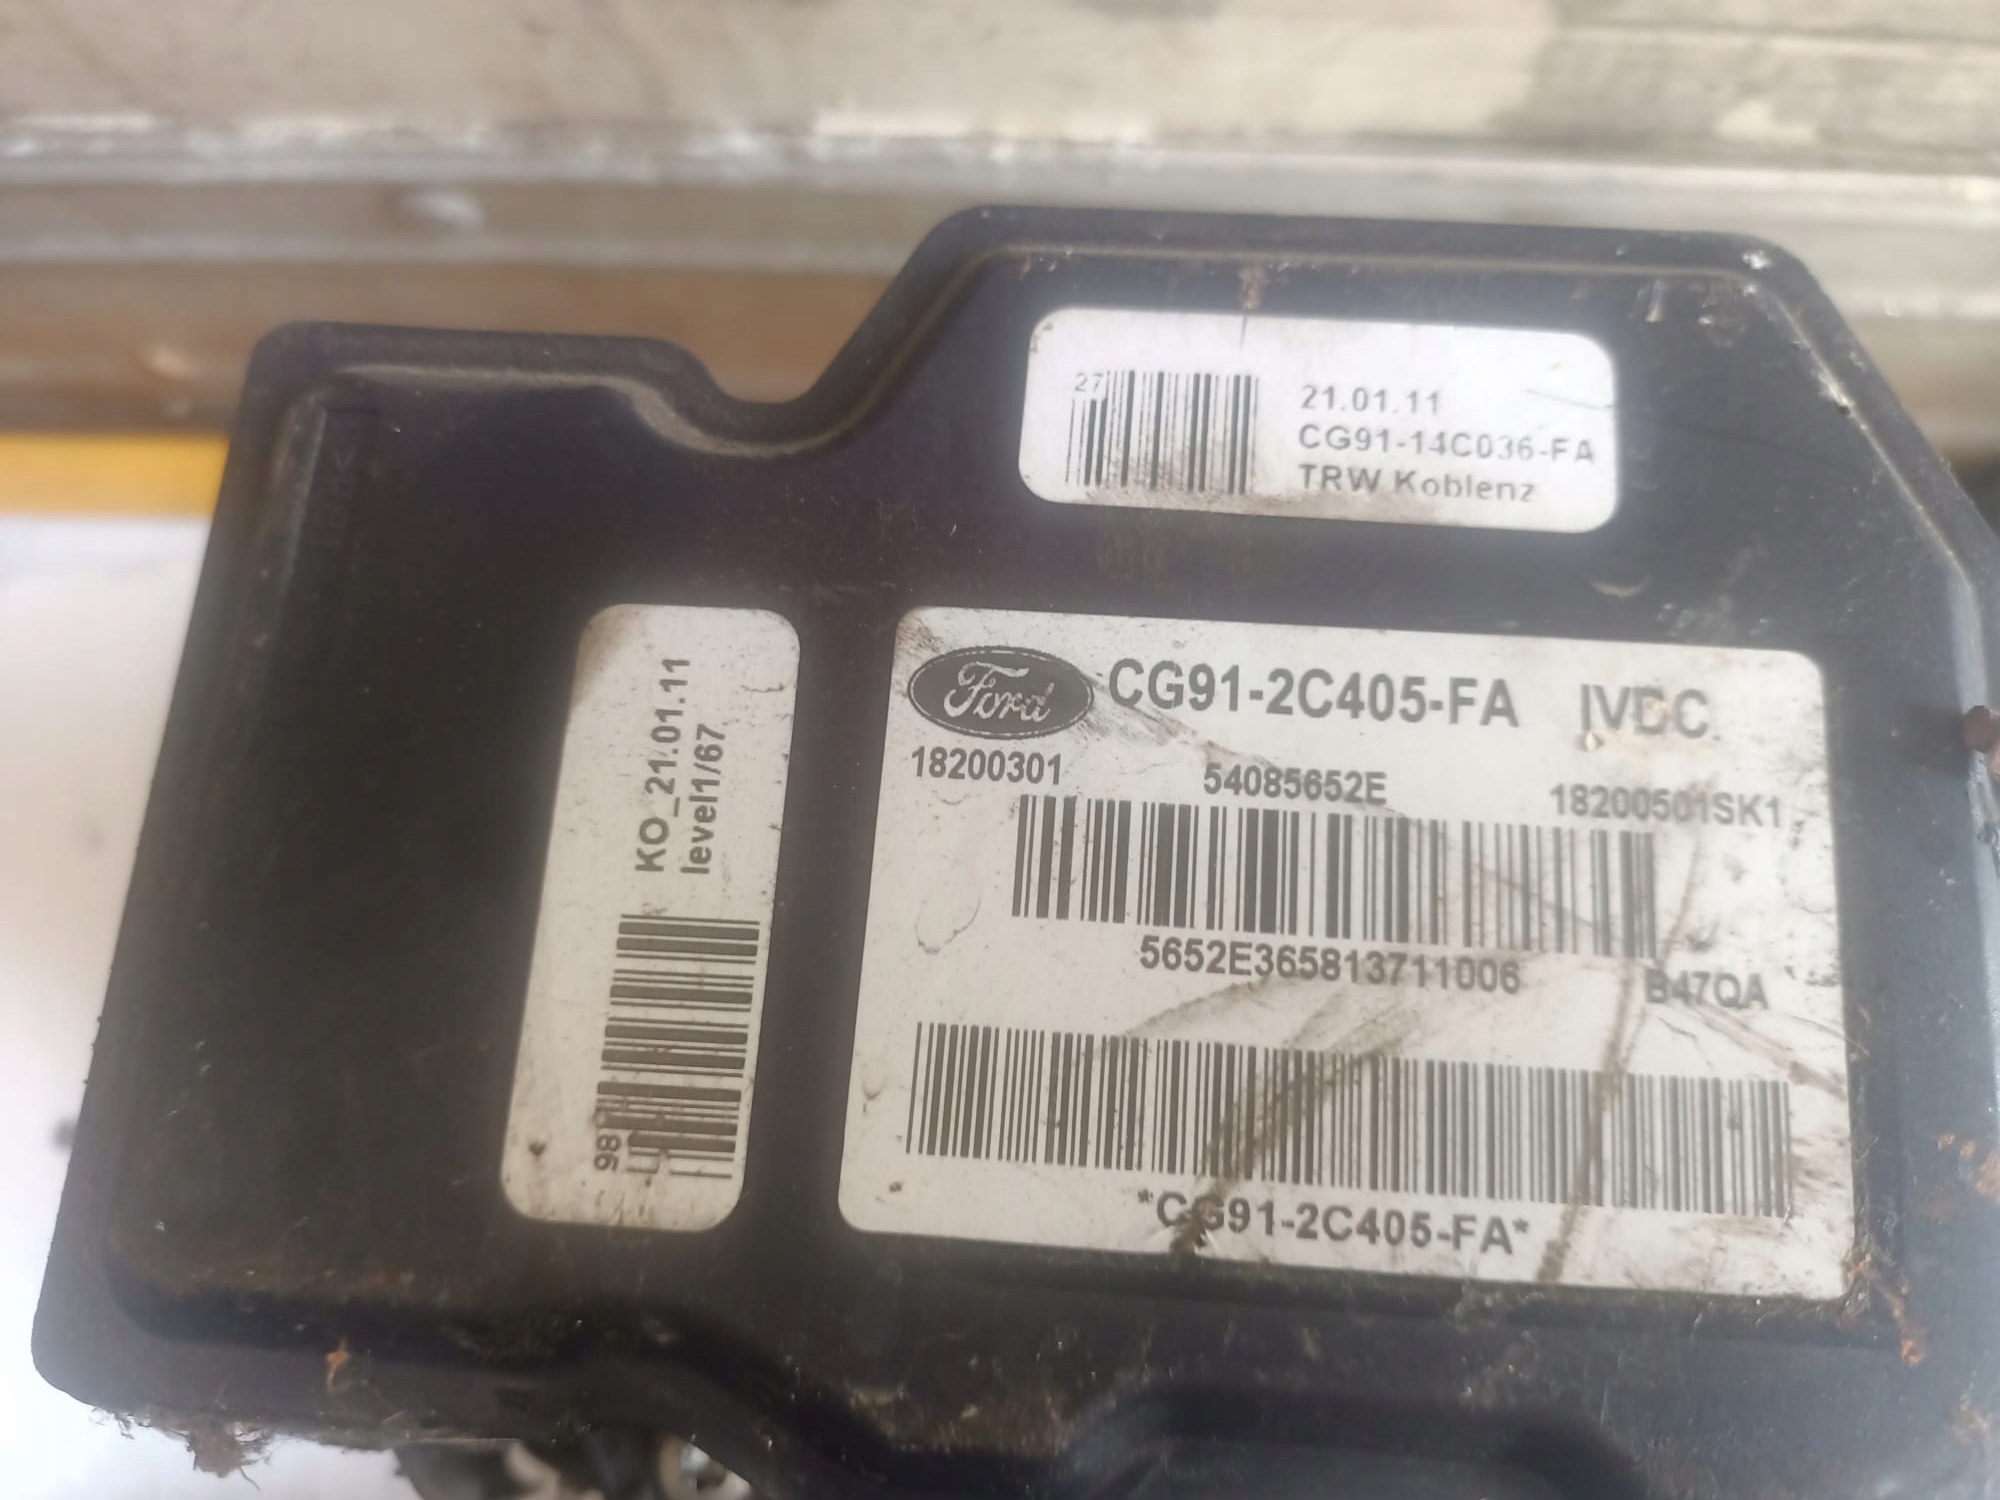 27
21.01.11
CG91-14C036-FA
TRW Koblenz
KO_21.01.11
level1/67
Ford
CG91-2C405-FA IVDC
18200301 54085652E 18200501SK1
5652E365813711006 B47QA
*CG91-2C405-FA*